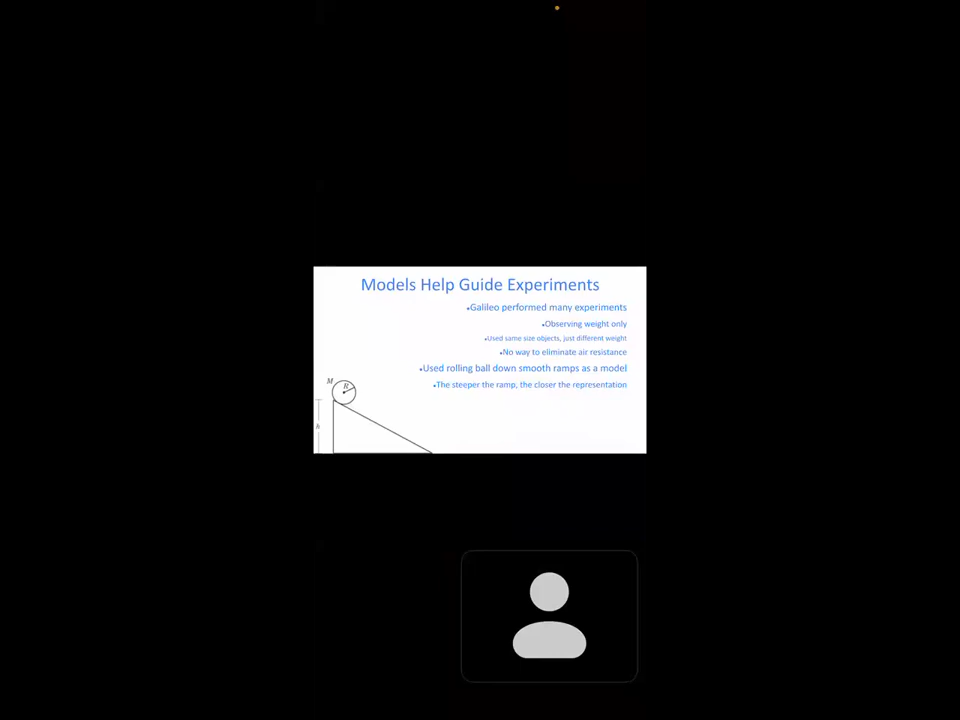 Models Help Guide Experiments
•Galileo performed many experiments
•Observing weight only
•Used same size objects, just different weight
•No way to eliminate air resistance
•Used rolling ball down smooth ramps as a model
•The steeper the ramp, the closer the representation
M
R
h